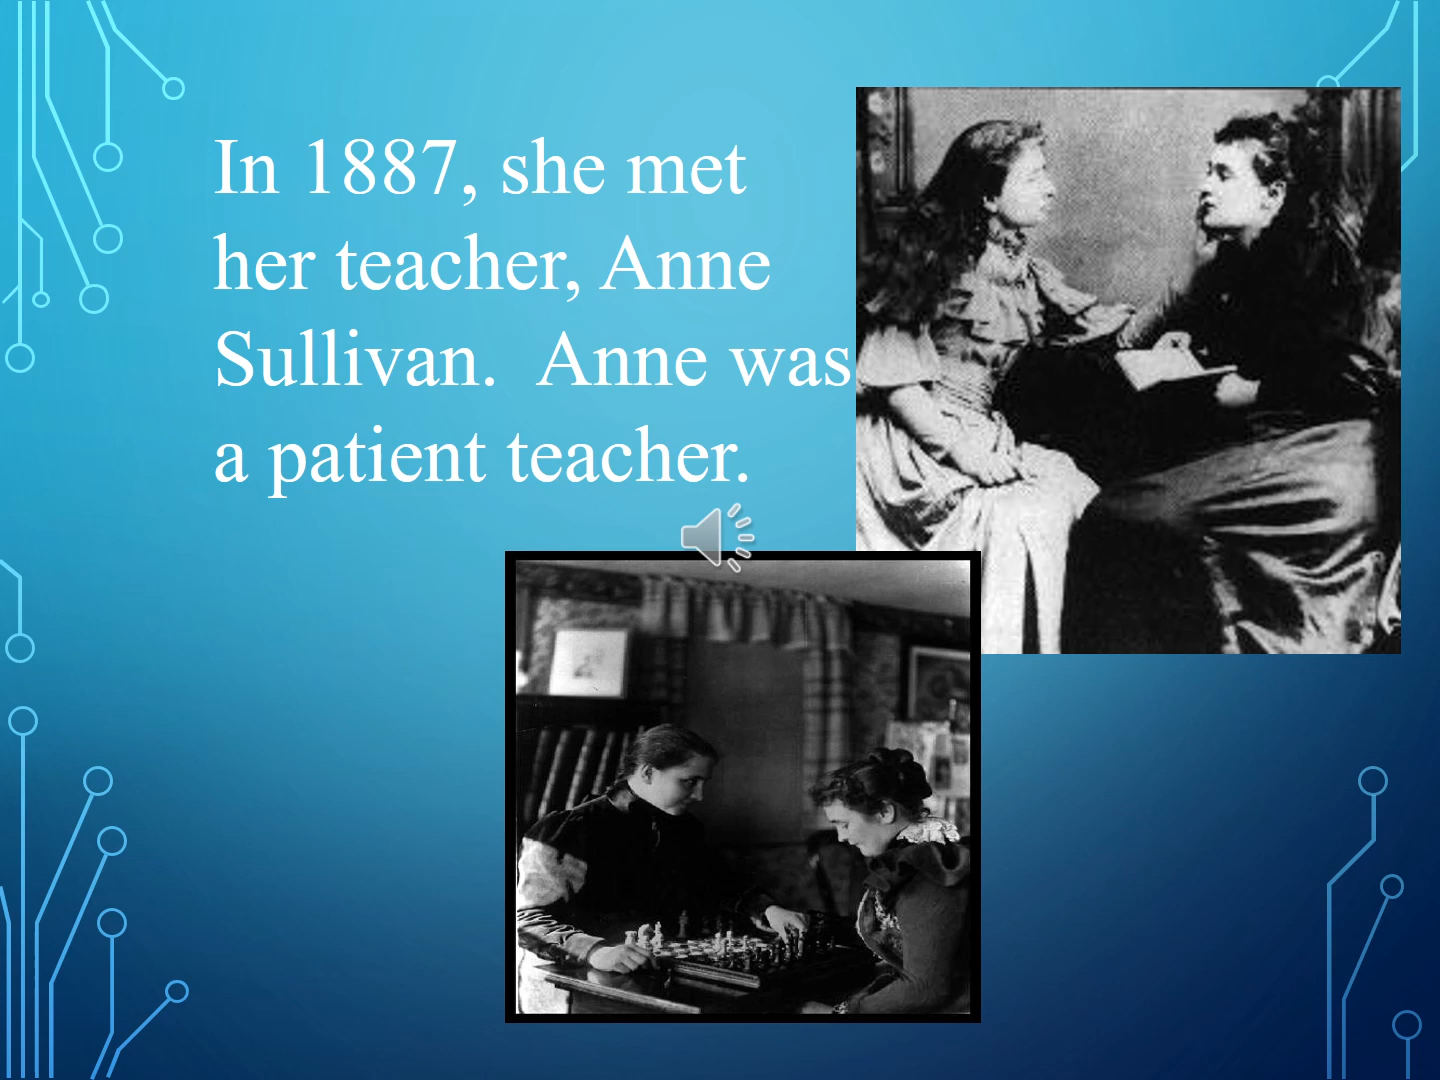 In 1887, she met
her teacher, Anne
Sullivan.  Anne was
a patient teacher.